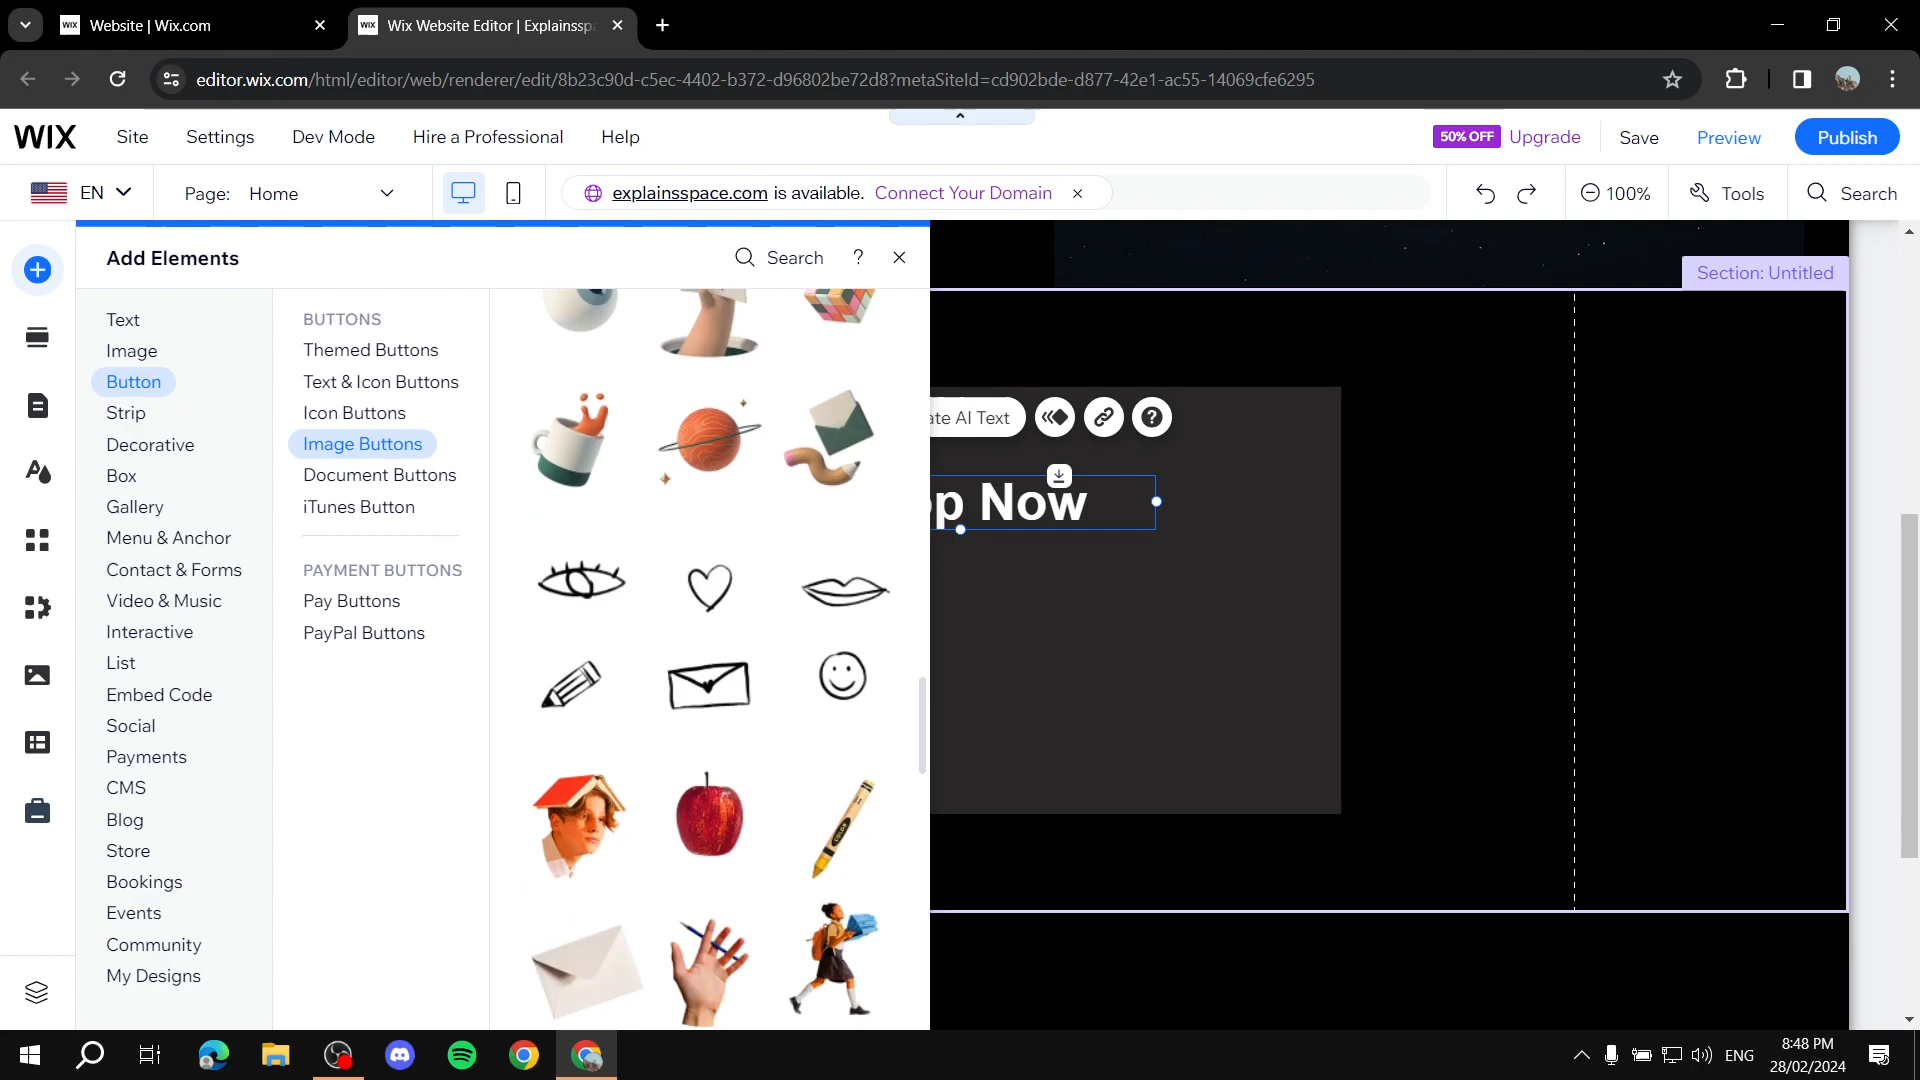 WIX Website | Wix.com
WIX Wix Website Editor | Explainssp
editor.wix.com/html/editor/web/renderer/edit/8b23c90d-c5ec-4402-b372-d96802be72d8?metaSiteId=cd902bde-d877-42e1-ac55-14069cfe6295
WIX Site Settings Dev Mode Hire a Professional Help 50% OFF Upgrade Save Preview Publish
EN Page: Home explainsspace.com is available. Connect Your Domain 100% Tools Search
Add Elements Search ?
Section: Untitled
Text
Image
Button
Strip
Decorative
Box
Gallery
Menu & Anchor
Contact & Forms
Video & Music
Interactive
List
Embed Code
Social
Payments
CMS
Blog
Store
Bookings
Events
Community
My Designs
BUTTONS
Themed Buttons
Text & Icon Buttons
Icon Buttons
Image Buttons
Document Buttons
iTunes Button
PAYMENT BUTTONS
Pay Buttons
PayPal Buttons
ate AI Text
op Now
ENG
8:48 PM
28/02/2024